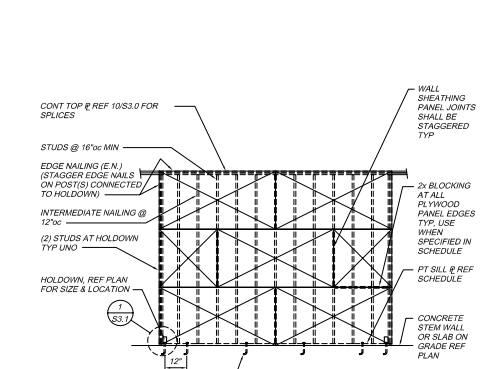 WALL
SHEATHING
PANEL JOINTS
SHALL BE
STAGGERED
TYP
CONT TOP ⅊ REF 10/S3.0 FOR
SPLICES
STUDS @ 16"oc MIN
EDGE NAILING (E.N.)
(STAGGER EDGE NAILS
ON POST(S) CONNECTED
TO HOLDOWN)
INTERMEDIATE NAILING @
12"oc
(2) STUDS AT HOLDOWN
TYP UNO
HOLDOWN, REF PLAN
FOR SIZE & LOCATION
1
S3.1
12"
2x BLOCKING
AT ALL
PLYWOOD
PANEL EDGES
TYP, USE
WHEN
SPECIFIED IN
SCHEDULE
PT SILL ⅊ REF
SCHEDULE
CONCRETE
STEM WALL
OR SLAB ON
GRADE REF
PLAN